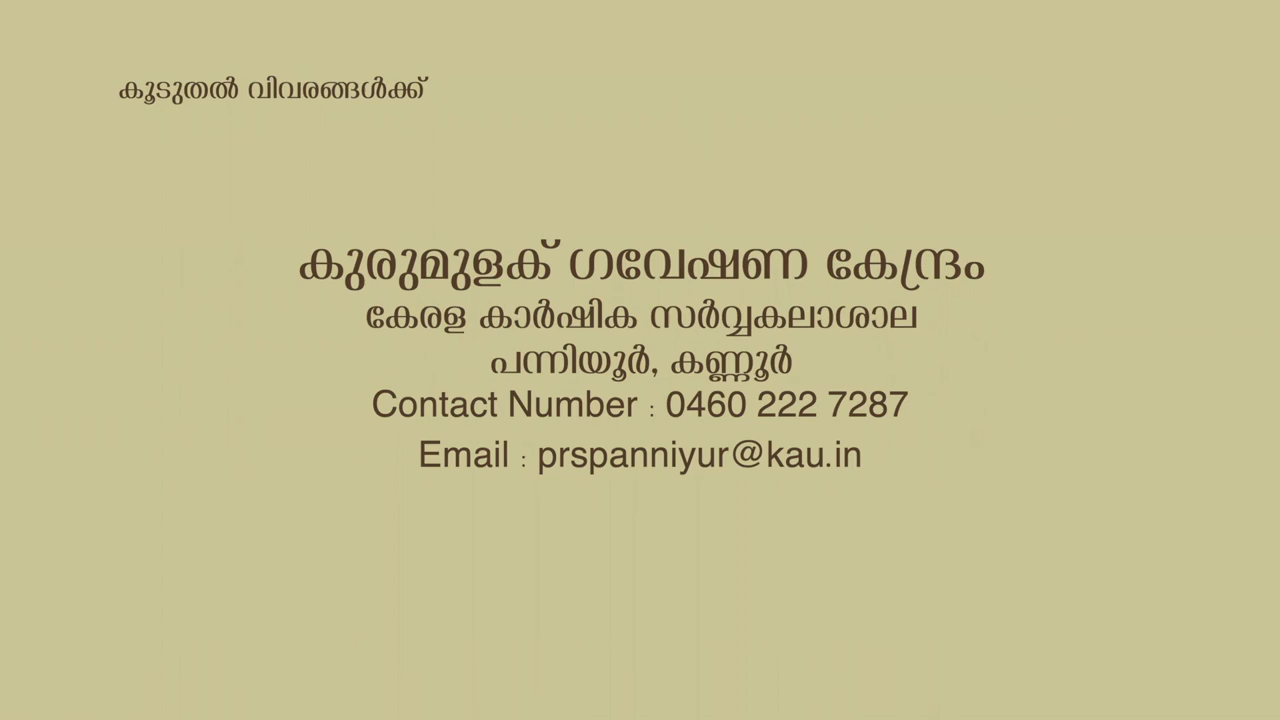 കൂടുതൽ വിവരങ്ങൾക്ക്
കുരുമുളക് ഗവേഷണ കേന്ദ്രം
കേരള കാർഷിക സർവ്വകലാശാല
പന്നിയൂർ, കണ്ണൂർ
Contact Number : 0460 222 7287
Email : prspanniyur@kau.in